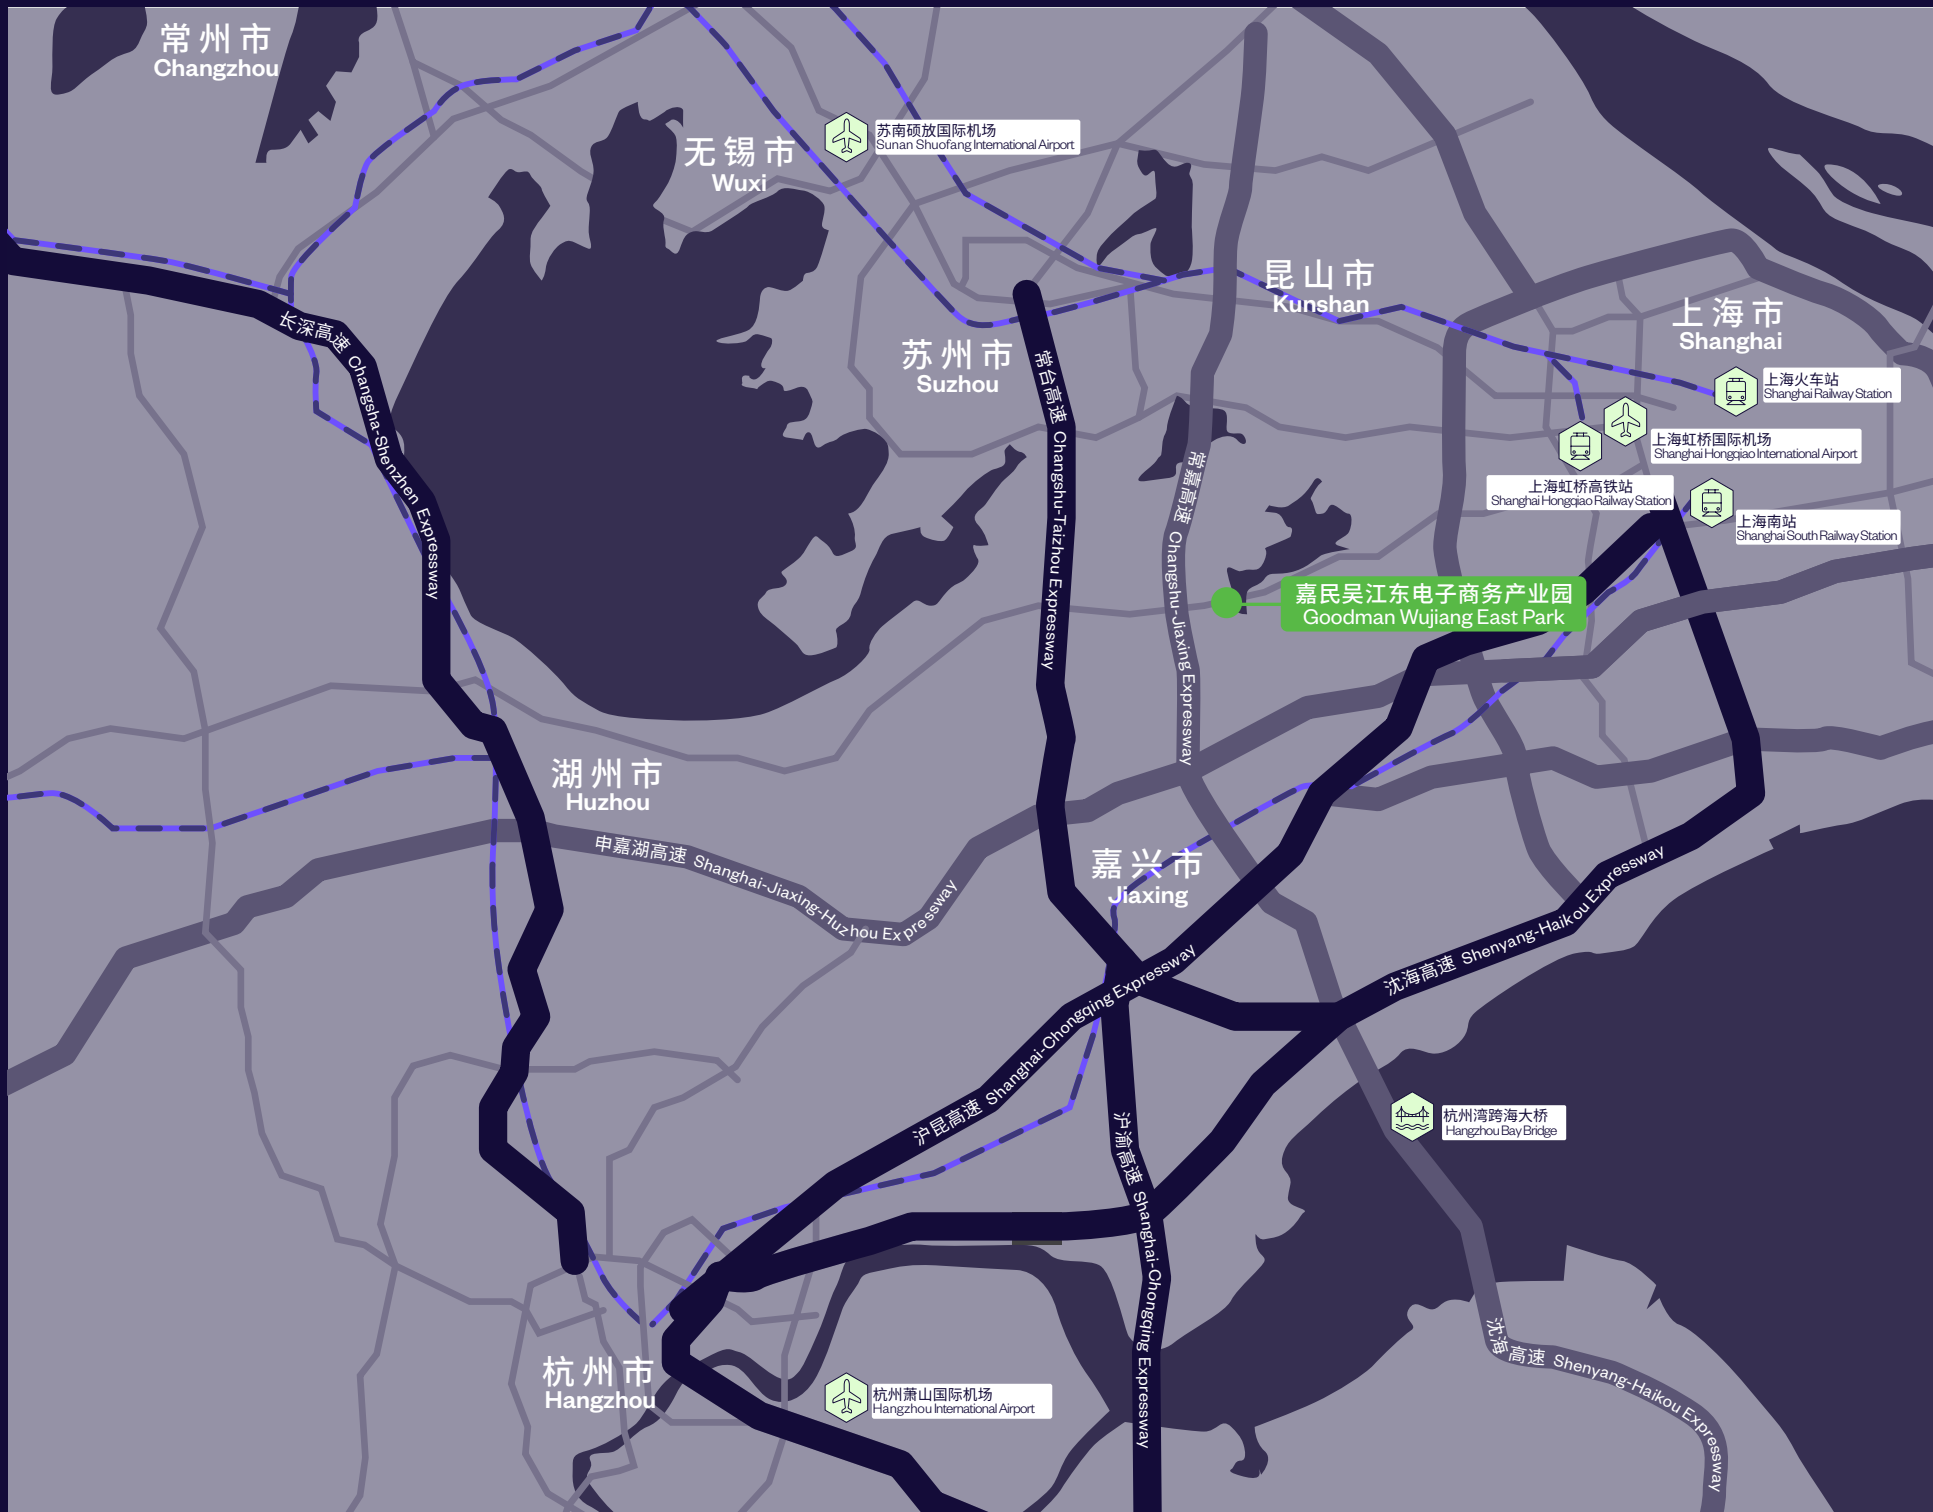 常州市
Changzhou
无锡市
Wuxi
苏南硕放国际机场
Sunan Shuofang International Airport
昆山市
Kunshan
上海市
Shanghai
长深高速 Changsha-Shenzhen Expressway
苏州市
Suzhou
常台高速 Changshu-Taizhou Expressway
上海火车站
Shanghai Railway Station
上海虹桥国际机场
Shanghai Hongqiao International Airport
上海虹桥高铁站
Shanghai Hongqiao Railway Station
上海南站
Shanghai South Railway Station
常嘉高速 Changshu-Jiaxing Expressway
嘉民吴江东电子商务产业园
Goodman Wujiang East Park
湖州市
Huzhou
申嘉湖高速 Shanghai-Jiaxing-Huzhou Expressway
嘉兴市
Jiaxing
沪昆高速 Shanghai-Chongqing Expressway
沈海高速 Shenyang-Haikou Expressway
杭州湾跨海大桥
Hangzhou Bay Bridge
沪渝高速 Shanghai-Chongqing Expressway
沈海高速 Shenyang-Haikou Expressway
杭州市
Hangzhou
杭州萧山国际机场
Hangzhou International Airport